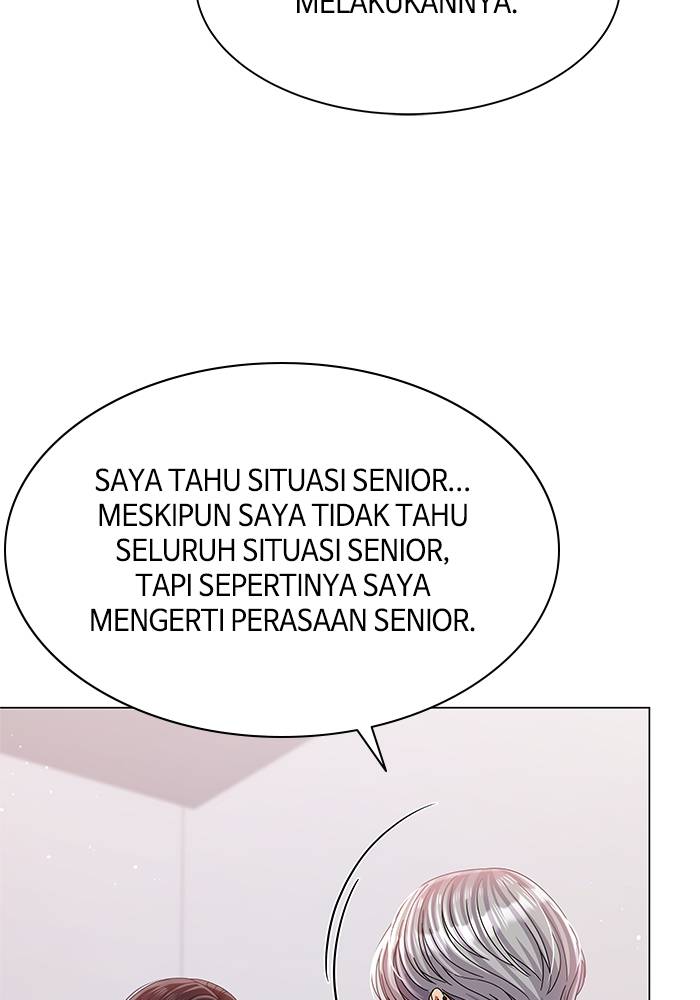 MELAKUKANNYA.
SAYA TAHU SITUASI SENIOR...
MESKIPUN SAYA TIDAK TAHU
SELURUH SITUASI SENIOR,
TAPI SEPERTINYA SAYA
MENGERTI PERASAAN SENIOR.